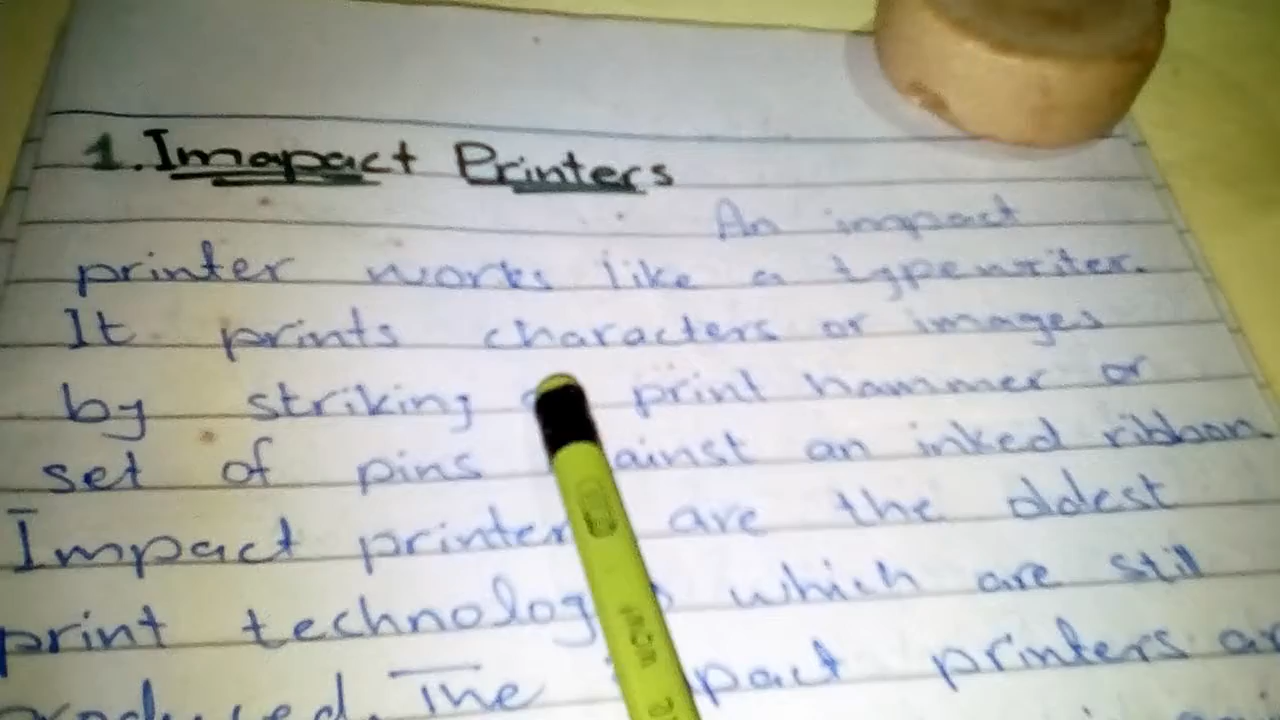 1. Imapact Printers
An impact
printer works like a typewriter.
It prints characters or images
by striking print hammer or
set of pins ainst an inked ribbon.
Impact printer are the oldest
print technolog which are still
produced. The pact printers ar